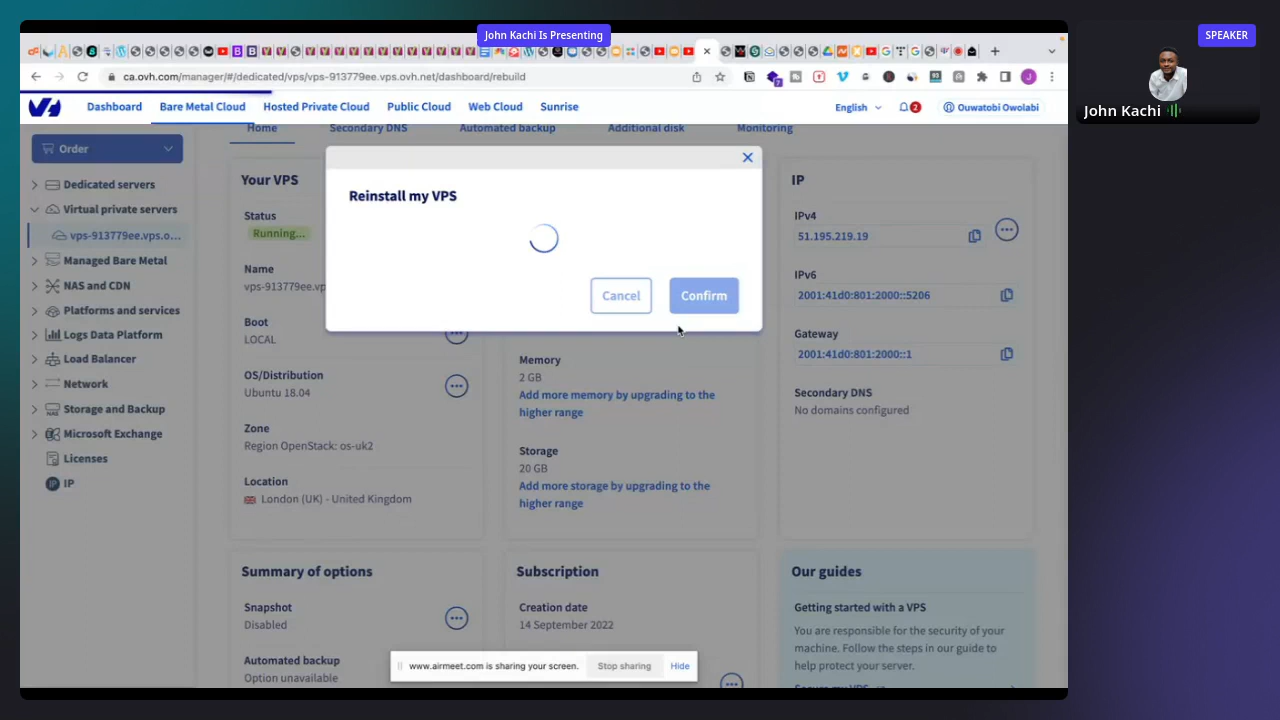 John Kachi Is Presenting
SPEAKER
John Kachi
ca.ovh.com/manager/#/dedicated/vps/vps-913779ee.vps.ovh.net/dashboard/rebuild
Dashboard
Bare Metal Cloud
Hosted Private Cloud
Public Cloud
Web Cloud
Sunrise
English
2
Ouwatobi Owolabi
Order
Dedicated servers
Virtual private servers
vps-913779ee.vps.o...
Managed Bare Metal
NAS and CDN
Platforms and services
Logs Data Platform
Load Balancer
Network
Storage and Backup
Microsoft Exchange
Licenses
IP
Home
Secondary DNS
Automated backup
Additional disk
Monitoring
Reinstall my VPS
Cancel
Confirm
Your VPS
Status
Running...
Name
vps-913779ee.vp
Boot
LOCAL
OS/Distribution
Ubuntu 18.04
Zone
Region OpenStack: os-uk2
Location
London (UK) - United Kingdom
Memory
2 GB
Add more memory by upgrading to the
higher range
Storage
20 GB
Add more storage by upgrading to the
higher range
IP
IPv4
51.195.219.19
IPv6
2001:41d0:801:2000::5206
Gateway
2001:41d0:801:2000::1
Secondary DNS
No domains configured
Summary of options
Snapshot
Disabled
Automated backup
Option unavailable
Subscription
Creation date
14 September 2022
Our guides
Getting started with a VPS
You are responsible for the security of your
machine. Follow the steps in our guide to
help protect your server.
www.airmeet.com is sharing your screen.
Stop sharing
Hide